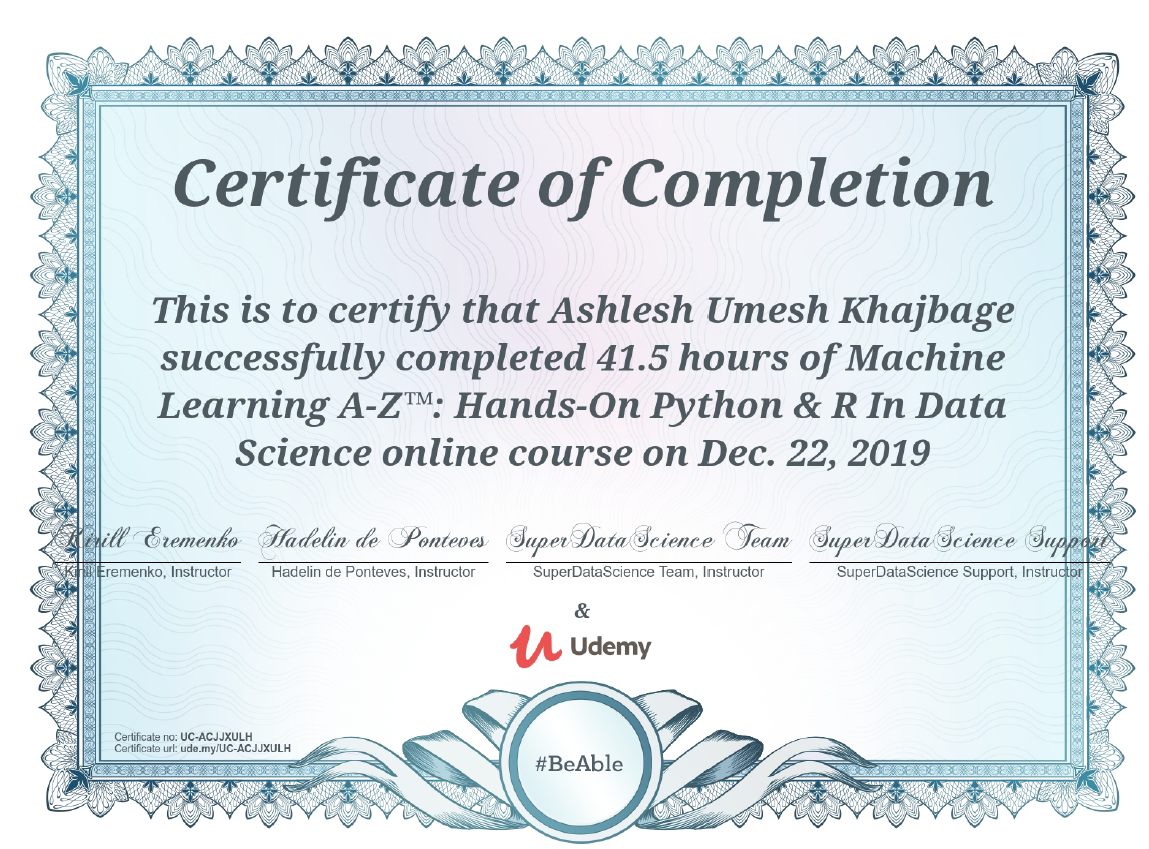 Certificate of Completion
This is to certify that Ashlesh Umesh Khajbage
successfully completed 41.5 hours of Machine
Learning A-Z™: Hands-On Python & R In Data
Science online course on Dec. 22, 2019
Kirill Eremenko Hadelin de Ponteves SuperDataScience Team SuperDataScience Support
Kirill Eremenko, Instructor Hadelin de Ponteves, Instructor SuperDataScience Team, Instructor SuperDataScience Support, Instructor
&
Udemy
Certificate no: UC-ACJJXULH
Certificate url: ude.my/UC-ACJJXULH
#BeAble